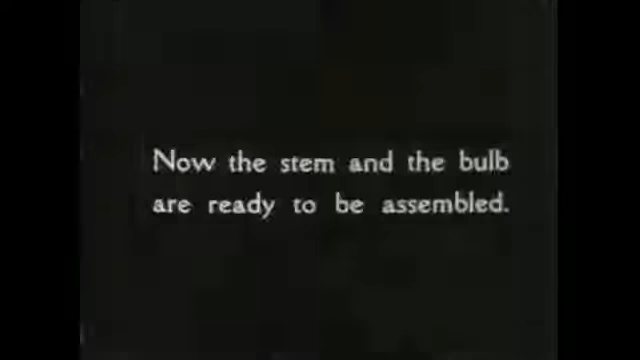 Now the stem and the bulb
are ready to be assembled.